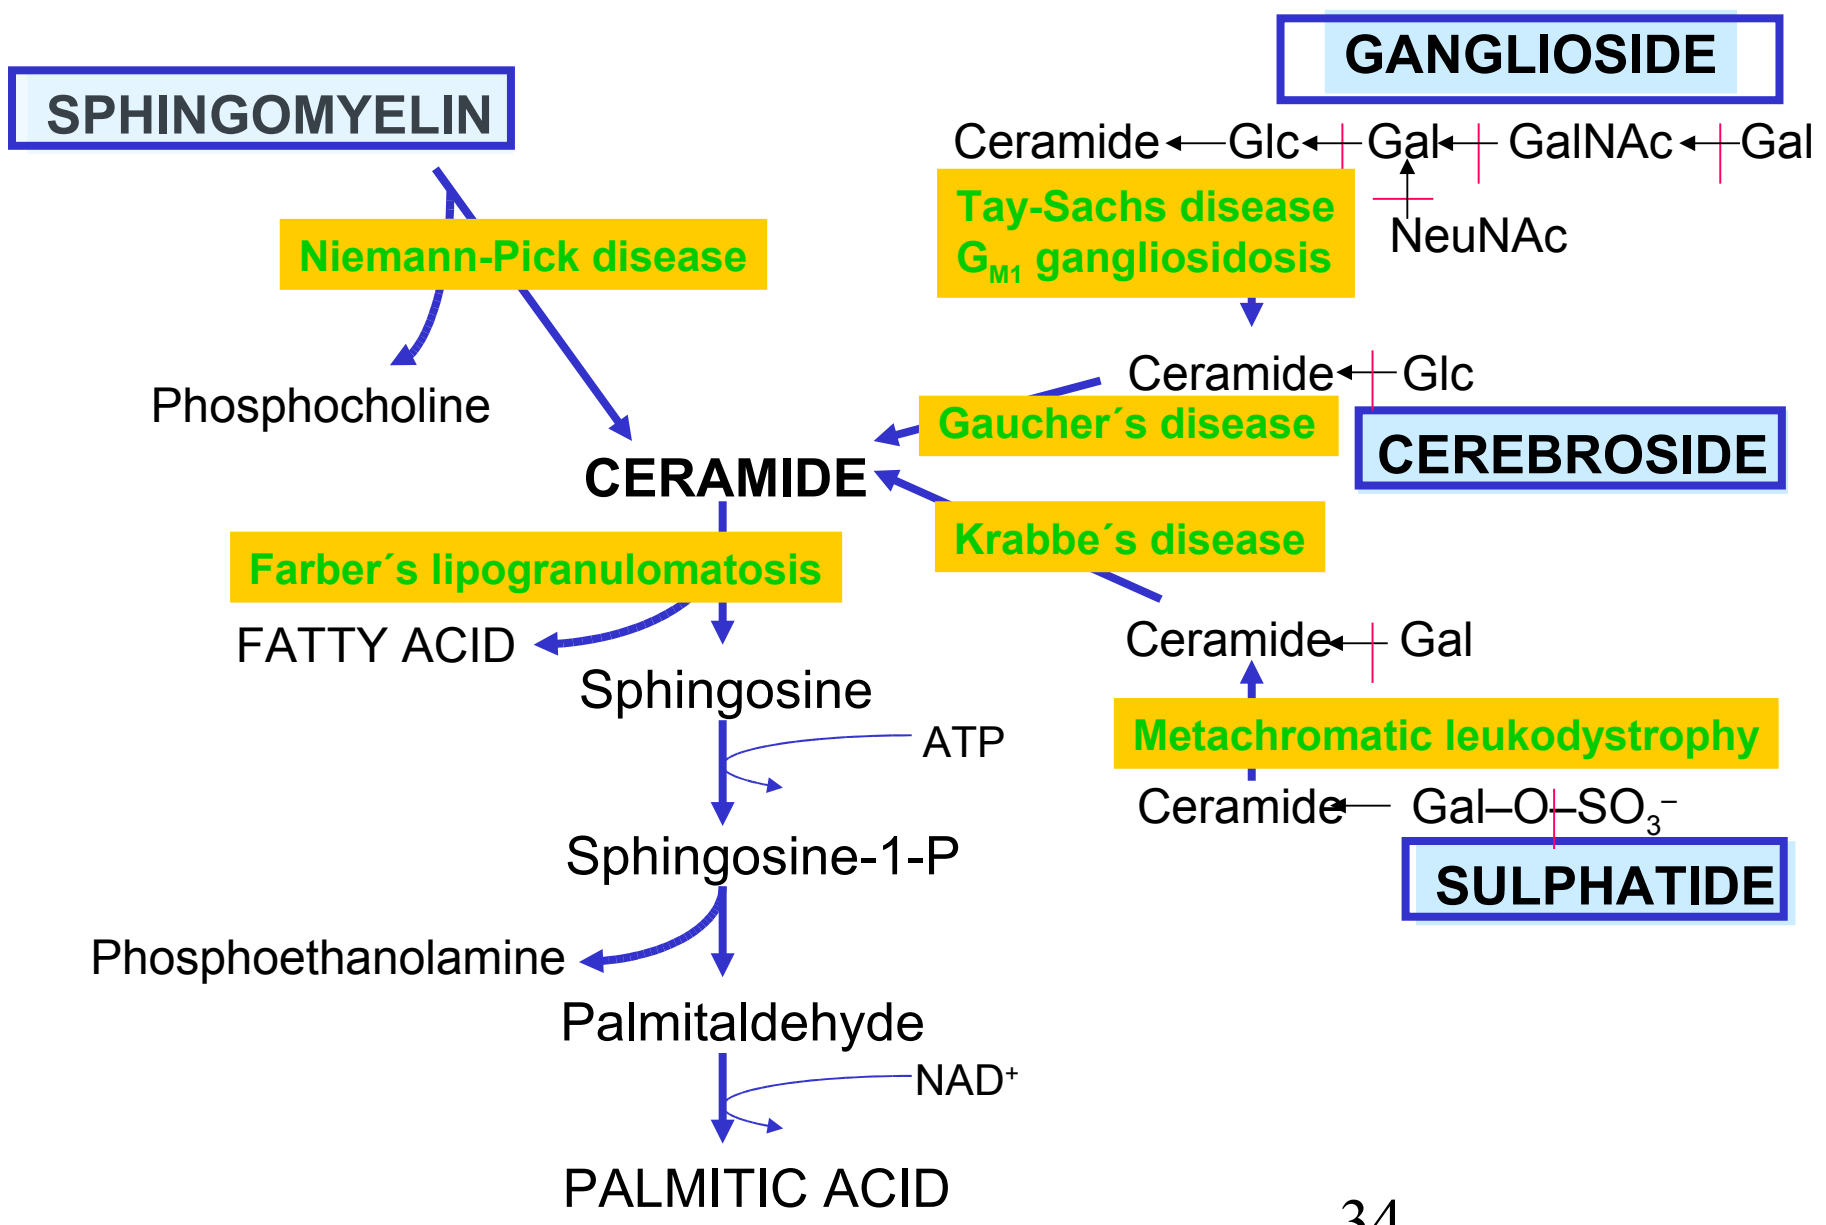 GANGLIOSIDE
SPHINGOMYELIN
Ceramide Glc Gal GalNAc Gal
NeuNAc
Tay-Sachs disease
GM1 gangliosidosis
Niemann-Pick disease
Phosphocholine
Ceramide Glc
Gaucher´s disease
CEREBROSIDE
CERAMIDE
Krabbe´s disease
Farber´s lipogranulomatosis
FATTY ACID
Ceramide Gal
Sphingosine
ATP
Metachromatic leukodystrophy
Ceramide Gal–O–SO3–
SULPHATIDE
Sphingosine-1-P
Phosphoethanolamine
Palmitaldehyde
NAD+
PALMITIC ACID
34